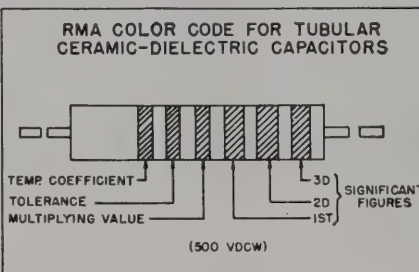 RMA COLOR CODE FOR TUBULAR
CERAMIC-DIELECTRIC CAPACITORS
TEMP. COEFFICIENT
TOLERANCE
MULTIPLYING VALUE
3D
2D
1ST
SIGNIFICANT
FIGURES
(500 VDCW)